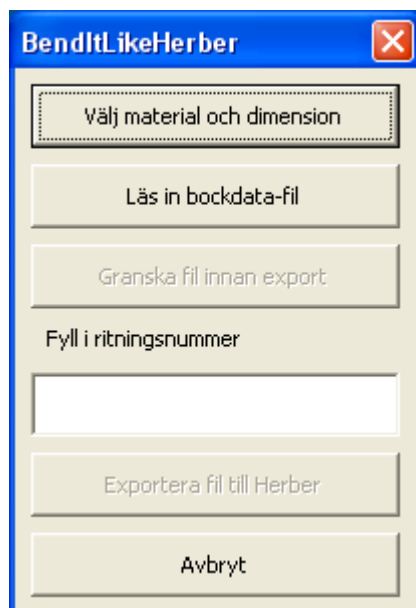 BendItLikeHerber
Välj material och dimension
Läs in bockdata-fil
Granska fil innan export
Fyll i ritningsnummer
Exportera fil till Herber
Avbryt